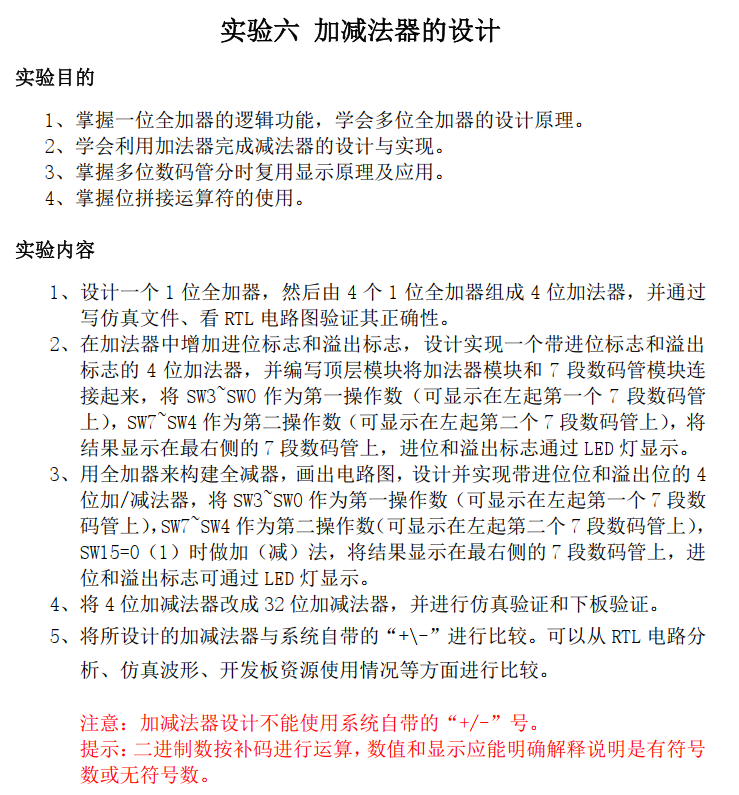 实验六 加减法器的设计
实验目的
1、掌握一位全加器的逻辑功能，学会多位全加器的设计原理。
2、学会利用加法器完成减法器的设计与实现。
3、掌握多位数码管分时复用显示原理及应用。
4、掌握位拼接运算符的使用。
实验内容
1、设计一个 1 位全加器，然后由 4 个 1 位全加器组成 4 位加法器，并通过
写仿真文件、看 RTL 电路图验证其正确性。
2、在加法器中增加进位标志和溢出标志，设计实现一个带进位标志和溢出
标志的 4 位加法器，并编写顶层模块将加法器模块和 7 段数码管模块连
接起来，将 SW3~SW0 作为第一操作数（可显示在左起第一个 7 段数码管
上），SW7~SW4 作为第二操作数（可显示在左起第二个 7 段数码管上），将
结果显示在最右侧的 7 段数码管上，进位和溢出标志通过 LED 灯显示。
3、用全加器来构建全减器，画出电路图，设计并实现带进位位和溢出位的 4
位加/减法器，将 SW3~SW0 作为第一操作数（可显示在左起第一个 7 段数
码管上），SW7~SW4 作为第二操作数（可显示在左起第二个 7 段数码管上），
SW15=0（1）时做加（减）法，将结果显示在最右侧的 7 段数码管上，进
位和溢出标志可通过 LED 灯显示。
4、将 4 位加减法器改成 32 位加减法器，并进行仿真验证和下板验证。
5、将所设计的加减法器与系统自带的“+\-”进行比较。可以从 RTL 电路分
析、仿真波形、开发板资源使用情况等方面进行比较。
注意：加减法器设计不能使用系统自带的“+/-”号。
提示：二进制数按补码进行运算，数值和显示应能明确解释说明是有符号
数或无符号数。